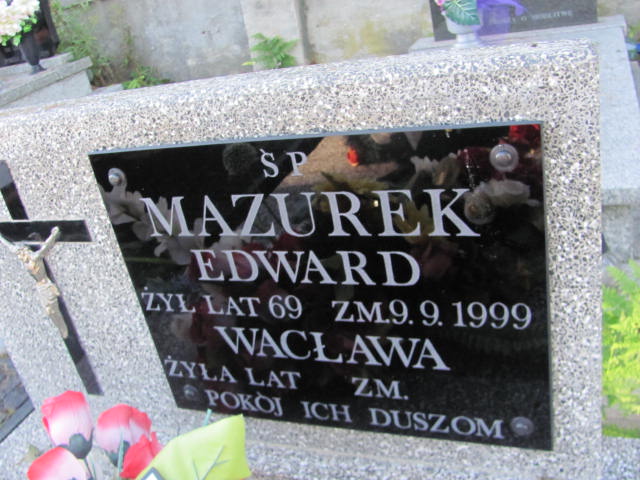 ŚP
MAZUREK
EDWARD
ŻYŁ LAT 69 ZM.9.9.1999
WACŁAWA
ŻYŁA LAT ZM.
POKÓJ ICH DUSZOM